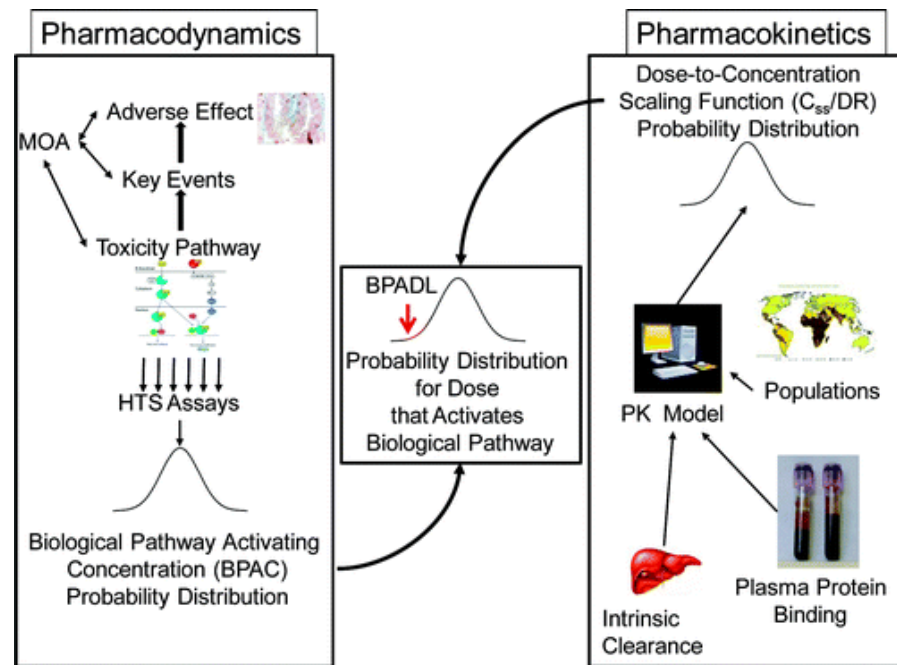 Pharmacodynamics
Adverse Effect
MOA
Key Events
Toxicity Pathway
HTS Assays
Biological Pathway Activating
Concentration (BPAC)
Probability Distribution
BPADL
Probability Distribution
for Dose
that Activates
Biological Pathway
Pharmacokinetics
Dose-to-Concentration
Scaling Function (Css/DR)
Probability Distribution
Populations
PK Model
Plasma Protein
Binding
Intrinsic
Clearance